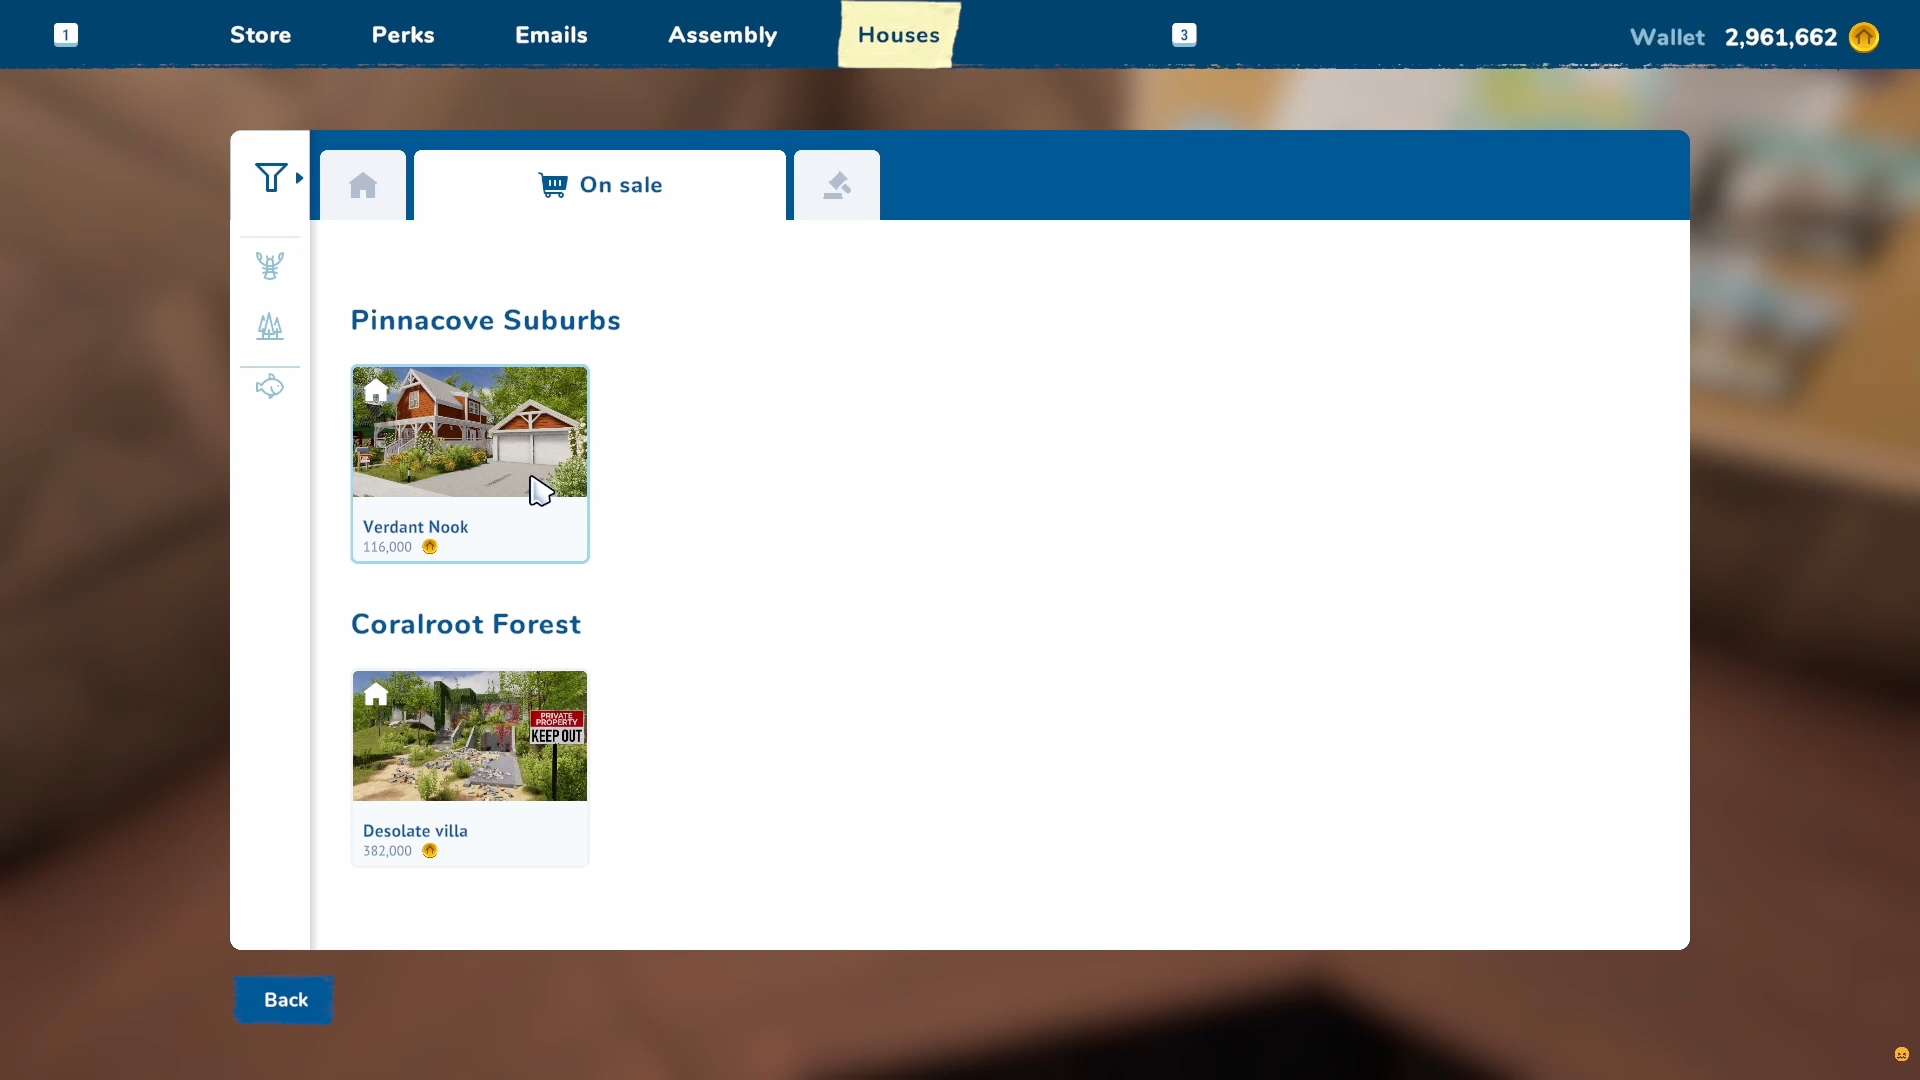 1
Store
Perks
Emails
Assembly
Houses
3
Wallet 2,961,662
On sale
Pinnacove Suburbs
Verdant Nook
116,000
Coralroot Forest
PRIVATE
PROPERTY
KEEP OUT
Desolate villa
382,000
Back